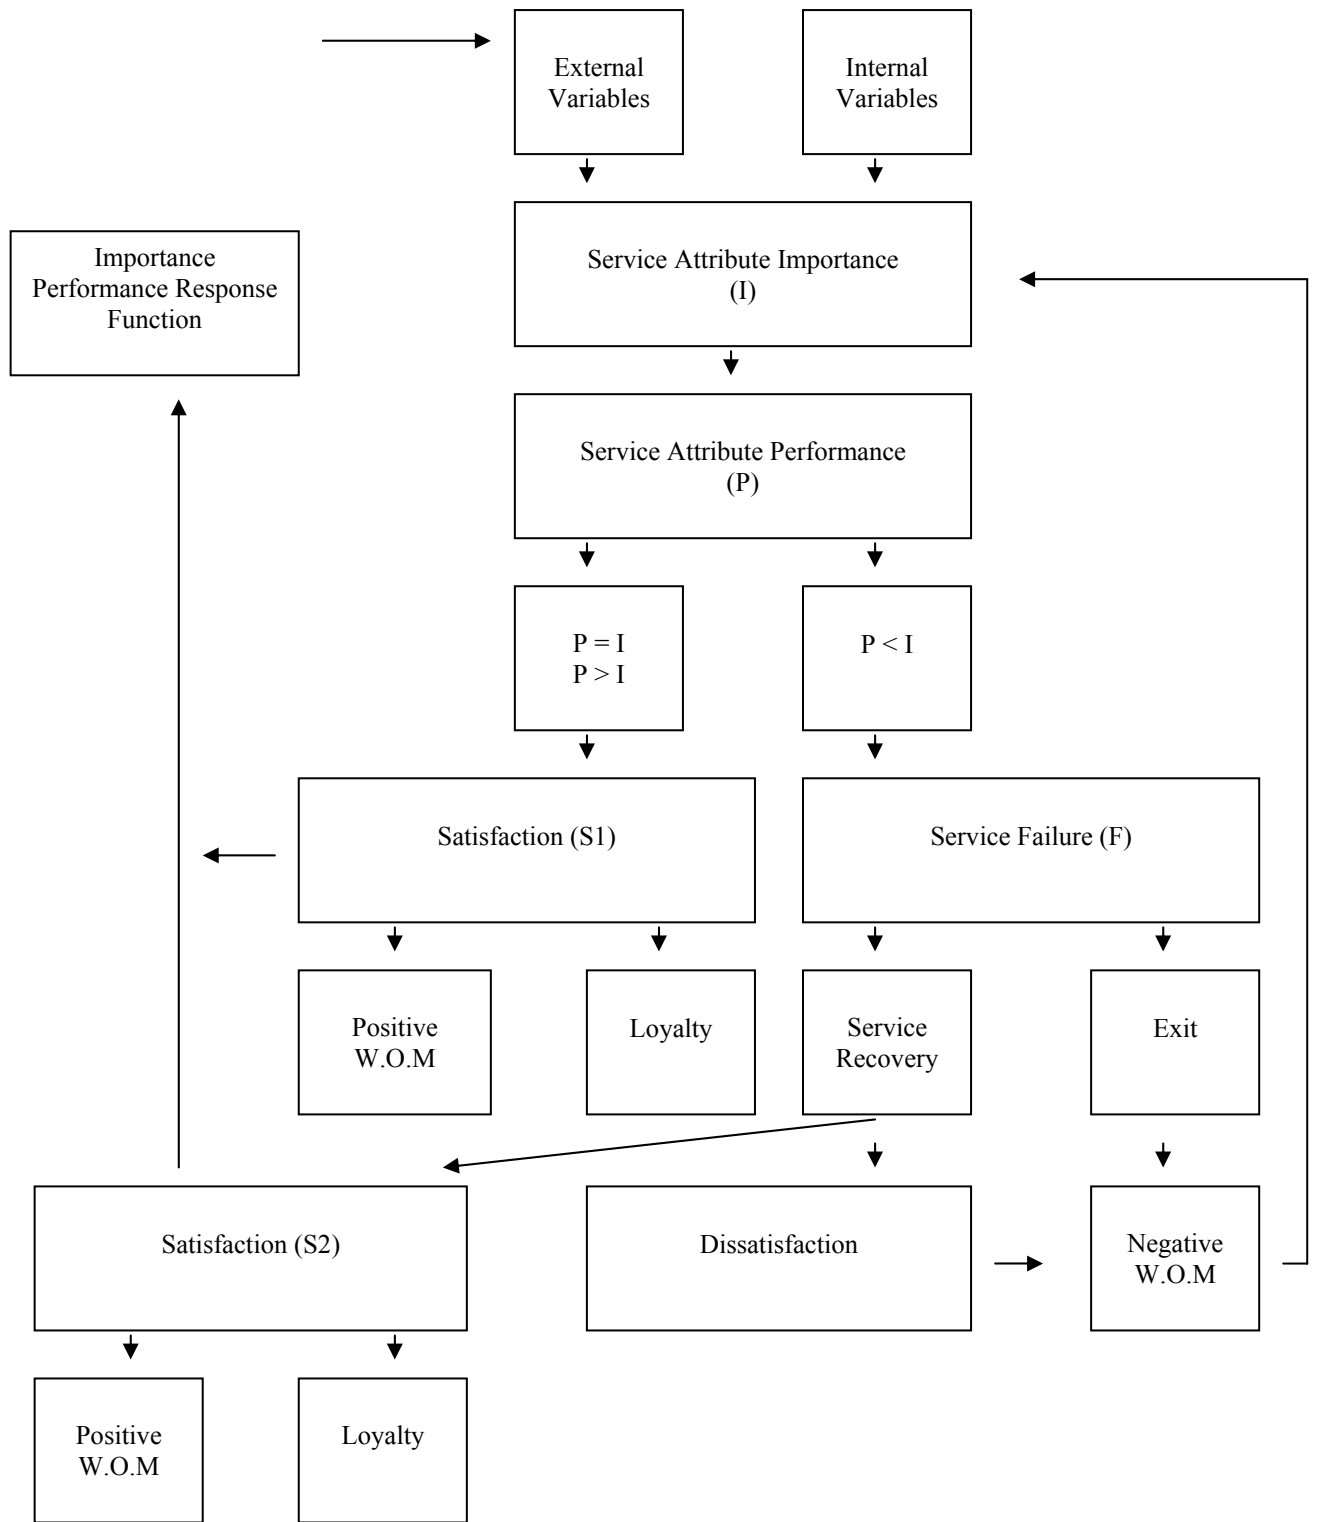 External
Variables
Internal
Variables
Importance
Performance Response
Function
Service Attribute Importance
(I)
Service Attribute Performance
(P)
P = I
P > I
P < I
Satisfaction (S1)
Service Failure (F)
Positive
W.O.M
Loyalty
Service
Recovery
Exit
Satisfaction (S2)
Dissatisfaction
Negative
W.O.M
Positive
W.O.M
Loyalty